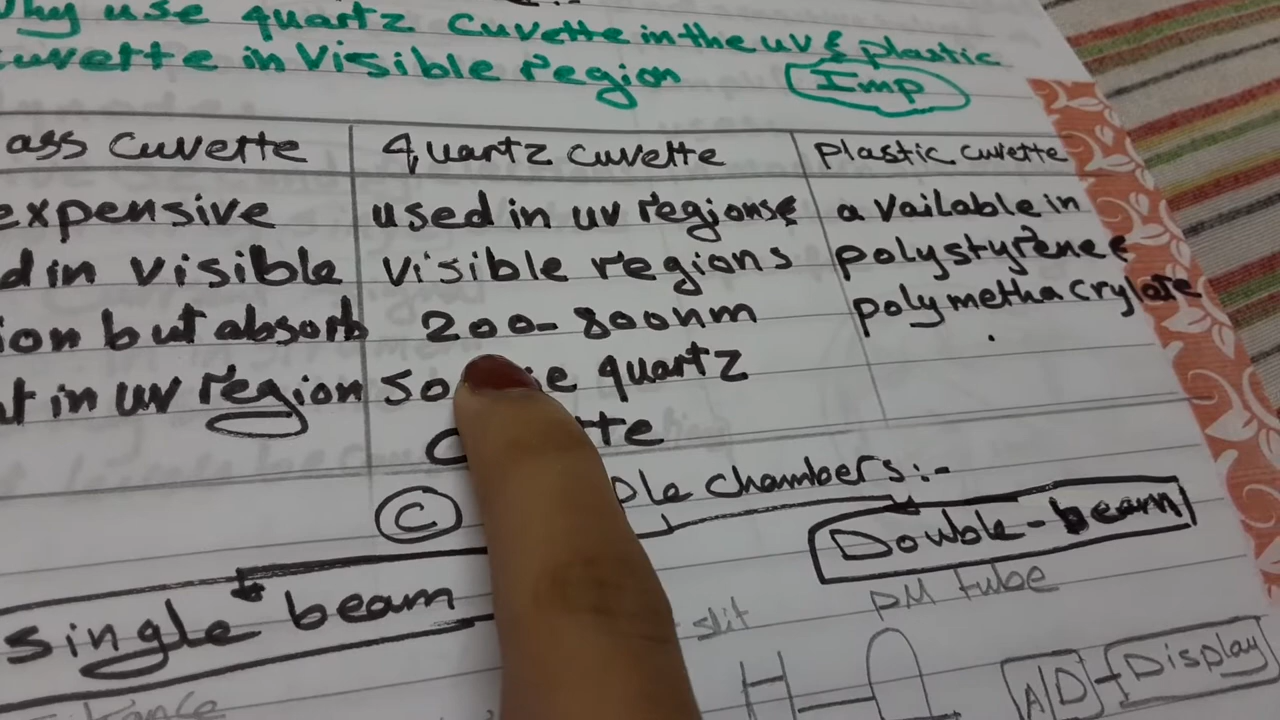 hy use quartz Cuvette in the UV & plastic
uvette in Visible region Imp
ass cuvette
expensive
d in visible
ion but absorb
t in uv region
quartz cuvette
used in uv regions &
visible regions
200-800nm
so quartz
tte
plastic cuvette
available in
polystyrene &
polymethacrylate
C ple chambers:-
Single beam
Double-beam
PM tube
slit
A/D Display